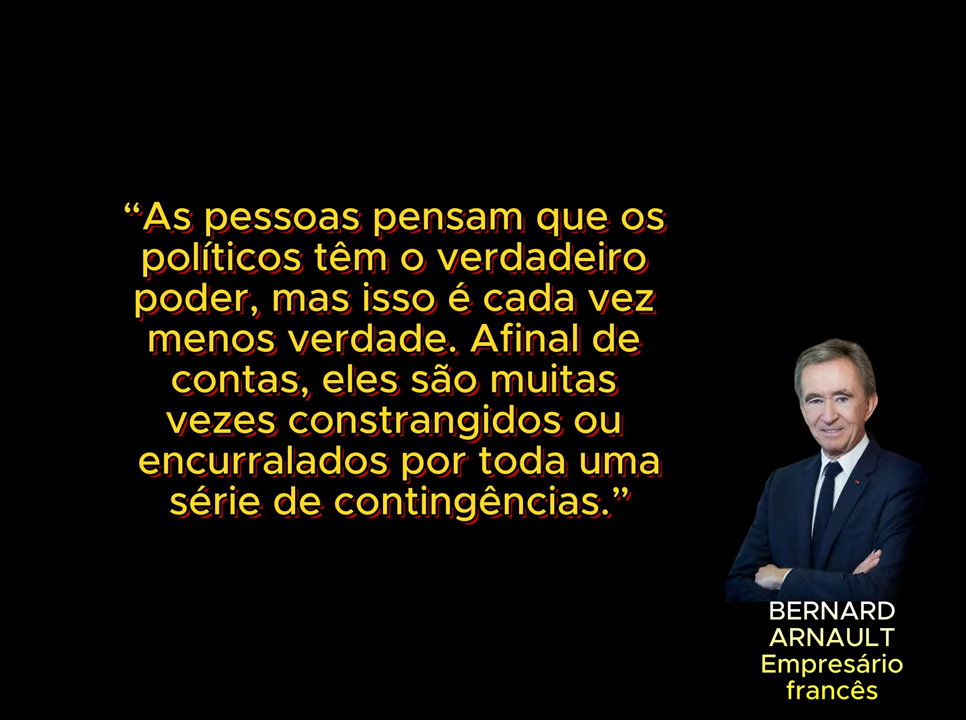 “As pessoas pensam que os
políticos têm o verdadeiro
poder, mas isso é cada vez
menos verdade. Afinal de
contas, eles são muitas
vezes constrangidos ou
encurralados por toda uma
série de contingências.”
BERNARD
ARNAULT
Empresário
francês